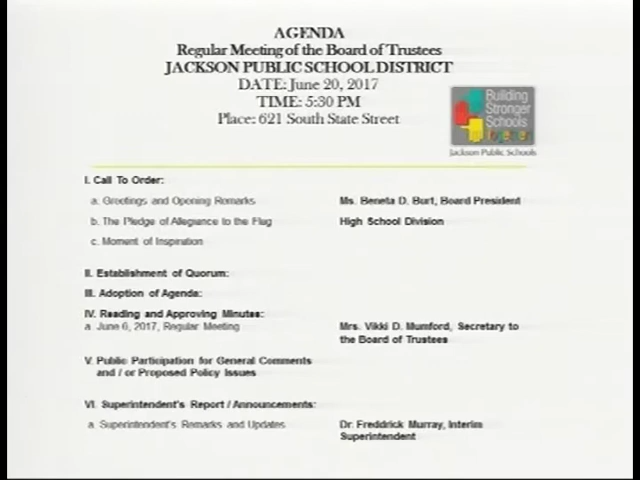 AGENDA
Regular Meeting of the Board of Trustees
JACKSON PUBLIC SCHOOL DISTRICT
DATE: June 20, 2017
TIME: 5:30 PM
Place: 621 South State Street
Building
Stronger
Schools
Together
Jackson Public Schools
I. Call To Order:
a. Greetings and Opening Remarks Ms. Beneta D. Burt, Board President
b. The Pledge of Allegiance to the Flag High School Division
c. Moment of Inspiration
II. Establishment of Quorum:
III. Adoption of Agenda:
IV. Reading and Approving Minutes:
a. June 6, 2017, Regular Meeting Mrs. Vikki D. Mumford, Secretary to
the Board of Trustees
V. Public Participation for General Comments
and / or Proposed Policy Issues
VI. Superintendent's Report / Announcements:
a. Superintendent's Remarks and Updates Dr. Freddrick Murray, Interim
Superintendent